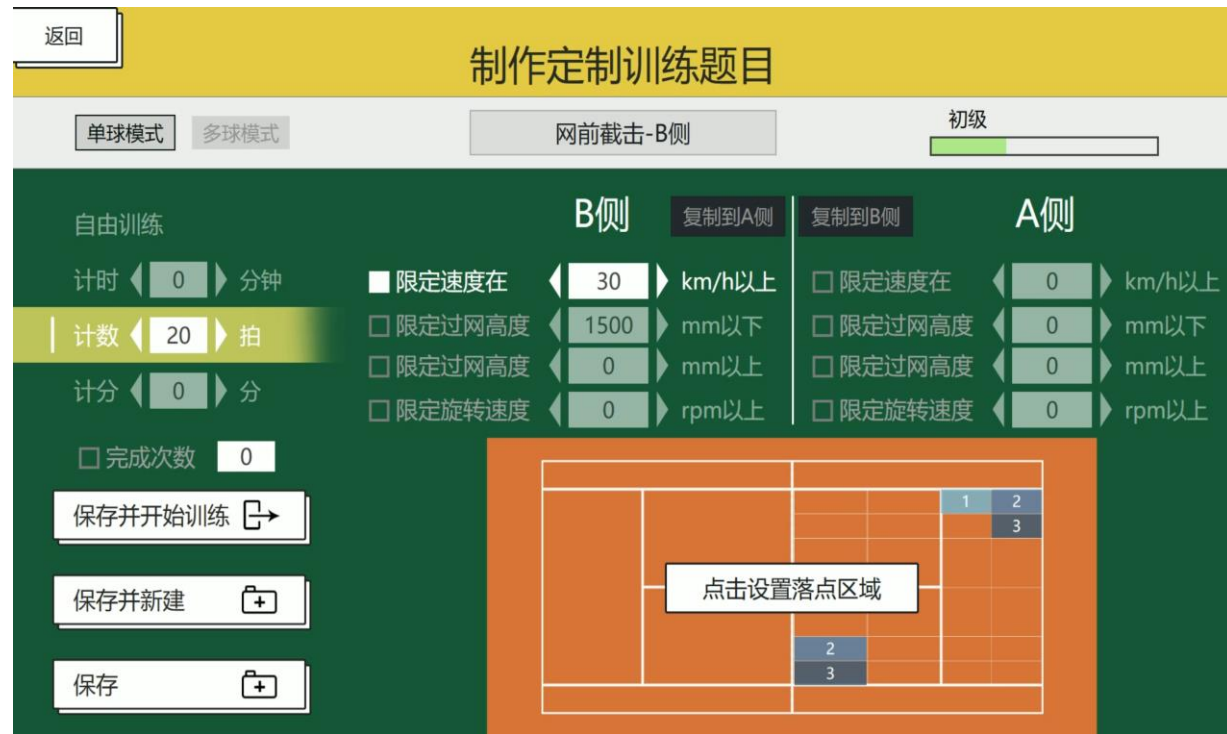 返回
制作定制训练题目
单球模式 多球模式 网前截击-B侧 初级
自由训练 B侧 复制到A侧 复制到B侧 A侧
计时 0 分钟 限定速度在 30 km/h以上 限定速度在 0 km/h以上
计数 20 拍 限定过网高度 1500 mm以下 限定过网高度 0 mm以下
限定过网高度 0 mm以上 限定过网高度 0 mm以上
计分 0 分 限定旋转速度 0 rpm以上 限定旋转速度 0 rpm以上
完成次数 0
保存并开始训练 1 2
3
保存并新建 点击设置落点区域
2
保存 3